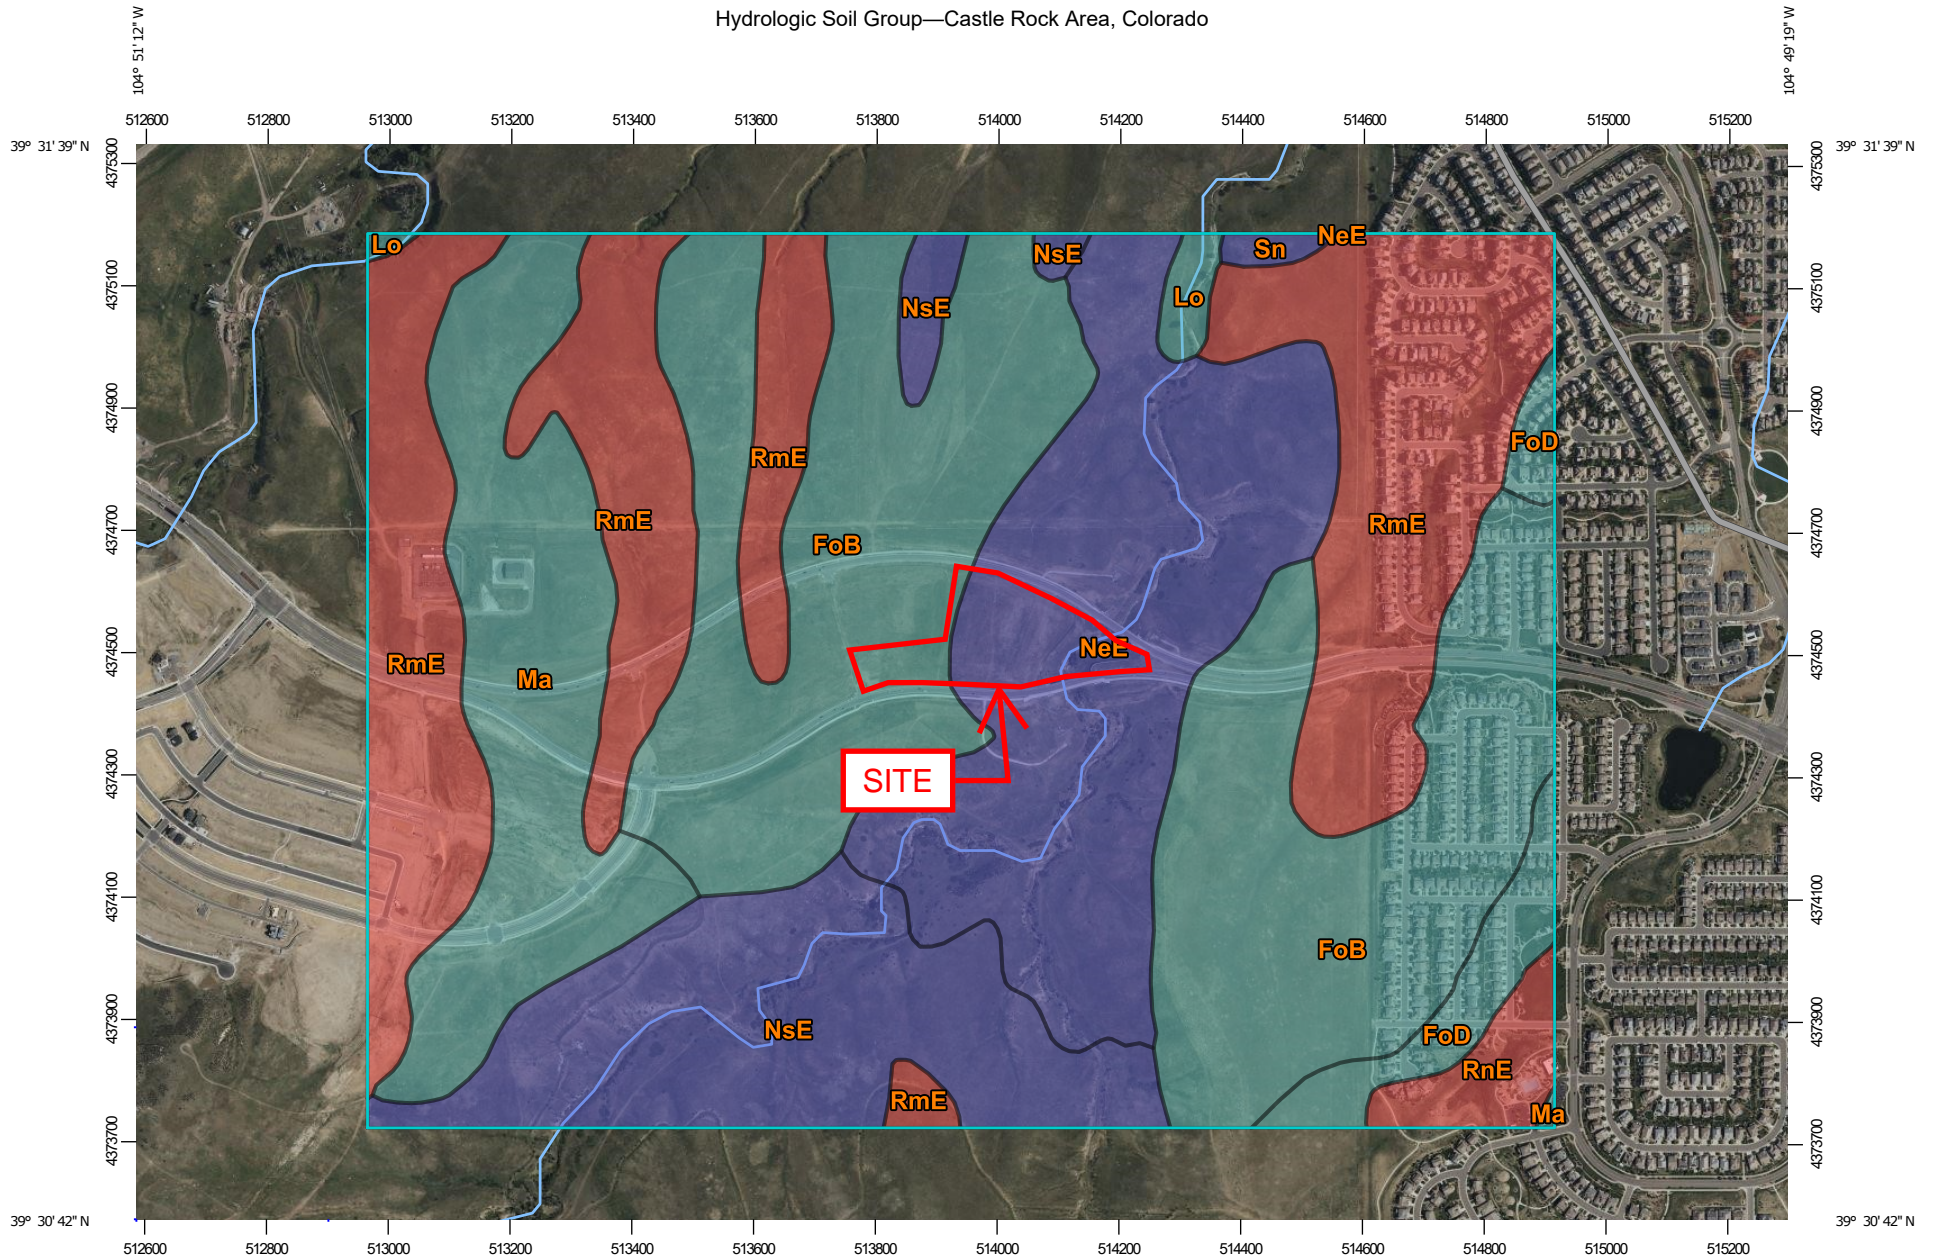 Hydrologic Soil Group—Castle Rock Area, Colorado
104° 51' 12'' W
104° 49' 19'' W
512600 512800 513000 513200 513400 513600 513800 514000 514200 514400 514600 514800 515000 515200
39° 31' 39'' N
39° 31' 39'' N
4375300
4375100
4374900
4374700
4374500
4374300
4374100
4373900
4373700
4375300
4375100
4374900
4374700
4374500
4374300
4374100
4373900
4373700
Lo
NsE
Sn
NeE
NsE
Lo
FoD
RmE
RmE
RmE
FoB
NeE
RmE
Ma
SITE
FoB
NsE
FoD
RnE
RmE
Ma
39° 30' 42'' N
39° 30' 42'' N
512600 512800 513000 513200 513400 513600 513800 514000 514200 514400 514600 514800 515000 515200